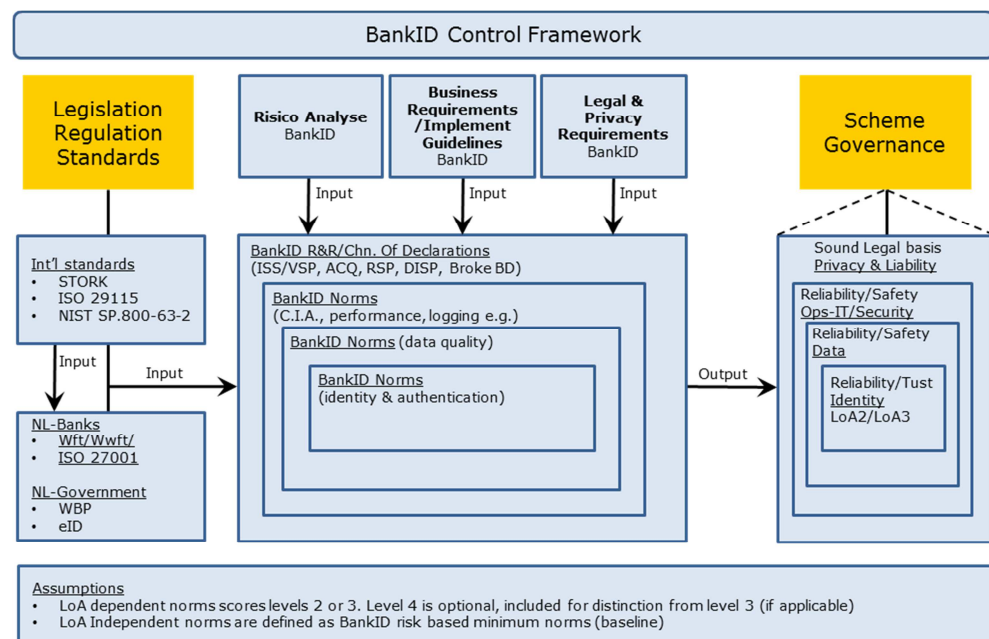 BankID Control Framework
Legislation
Regulation
Standards
Risico Analyse
BankID
Business
Requirements
/Implement
Guidelines
BankID
Legal &
Privacy
Requirements
BankID
Scheme
Governance
Input
Input
Input
Int'l standards
• STORK
• ISO 29115
• NIST SP.800-63-2
Input
Input
NL-Banks
• Wft/Wwft/
• ISO 27001
NL-Government
• WBP
• eID
BankID R&R/Chn. Of Declarations
(ISS/VSP, ACQ, RSP, DISP, Broke BD)
BankID Norms
(C.I.A., performance, logging e.g.)
BankID Norms (data quality)
BankID Norms
(identity & authentication)
Output
Sound Legal basis
Privacy & Liability
Reliability/Safety
Ops-IT/Security
Reliability/Safety
Data
Reliability/Tust
Identity
LoA2/LoA3
Assumptions
• LoA dependent norms scores levels 2 or 3. Level 4 is optional, included for distinction from level 3 (if applicable)
• LoA Independent norms are defined as BankID risk based minimum norms (baseline)